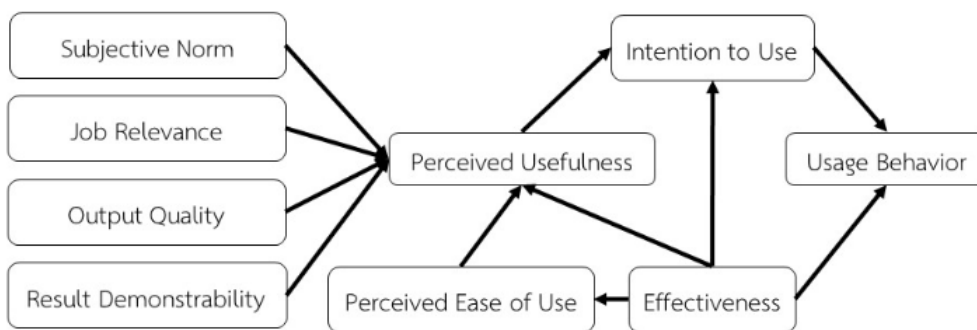 Subjective Norm
Job Relevance
Output Quality
Result Demonstrability
Perceived Usefulness
Perceived Ease of Use
Intention to Use
Effectiveness
Usage Behavior